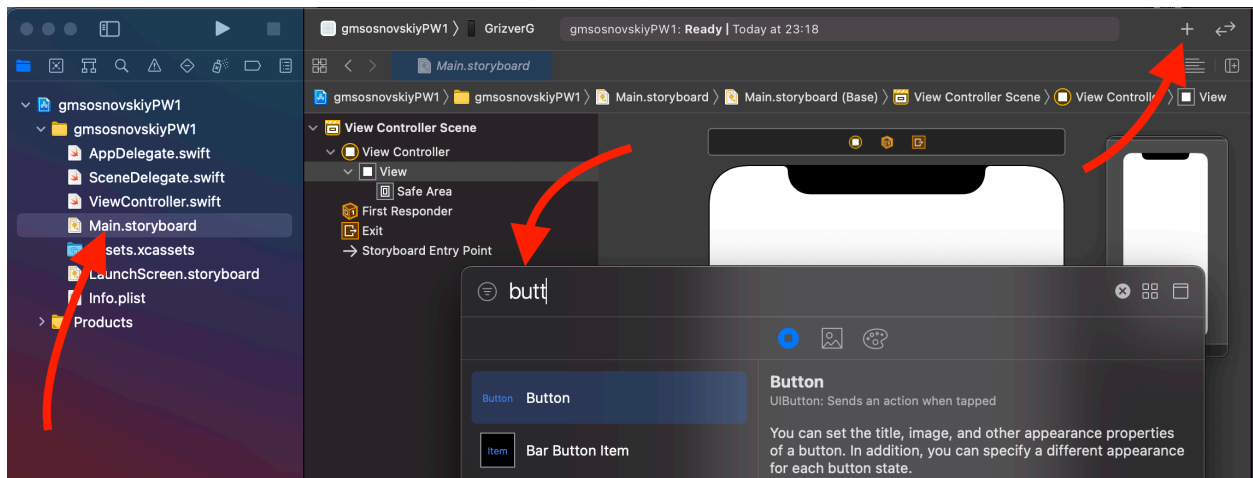 gmsosnovskiyPW1 〉 GrizverG
gmsosnovskiyPW1: Ready | Today at 23:18
Main.storyboard
gmsosnovskiyPW1 〉 gmsosnovskiyPW1 〉 Main.storyboard 〉 Main.storyboard (Base) 〉 View Controller Scene 〉 View Controller 〉 View
gmsosnovskiyPW1
gmsosnovskiyPW1
AppDelegate.swift
SceneDelegate.swift
ViewController.swift
Main.storyboard
Assets.xcassets
LaunchScreen.storyboard
Info.plist
Products
View Controller Scene
View Controller
View
Safe Area
First Responder
Exit
Storyboard Entry Point
butt
Button Button
Item Bar Button Item
Button
UIButton: Sends an action when tapped
You can set the title, image, and other appearance properties
of a button. In addition, you can specify a different appearance
for each button state.